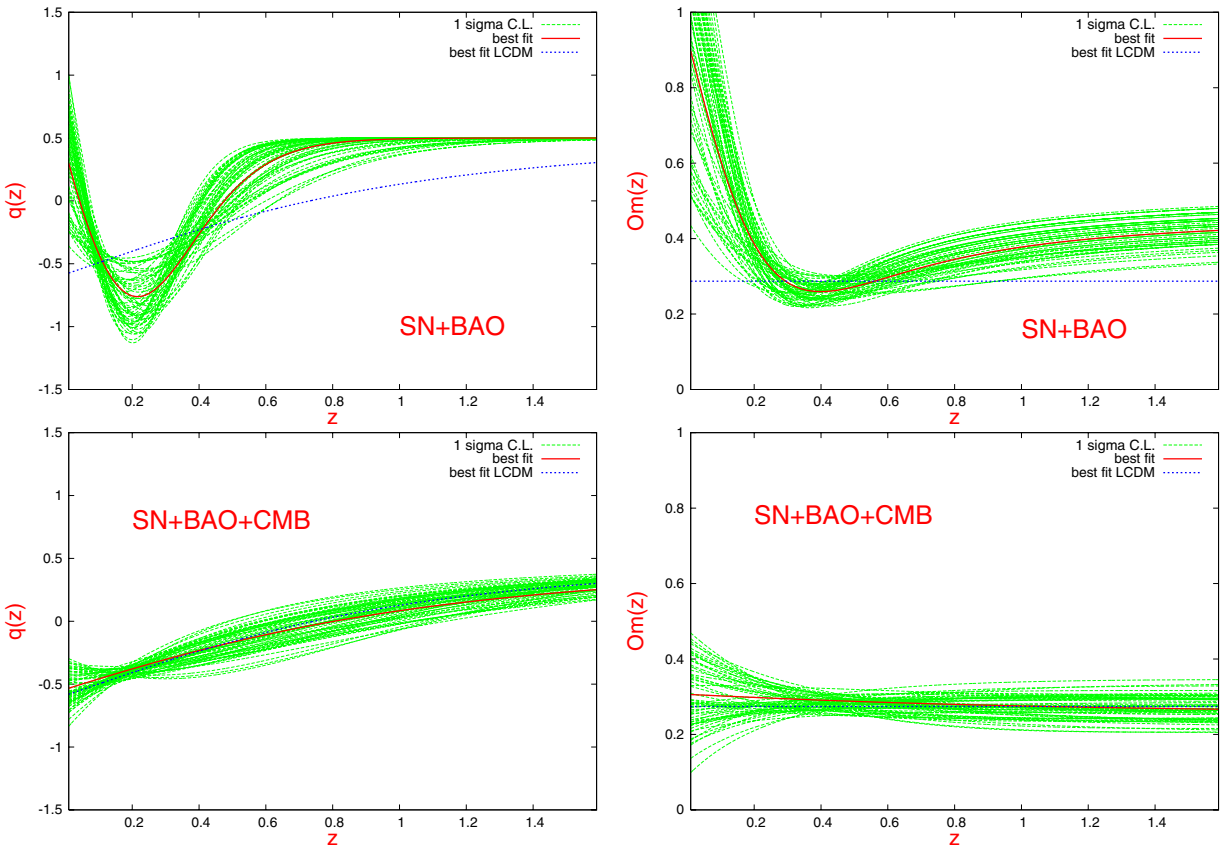 1 sigma C.L.
best fit
best fit LCDM
q(z)
1.5
1
0.5
0
-0.5
-1
-1.5
SN+BAO
0.2 0.4 0.6 0.8 1 1.2 1.4
z
1 sigma C.L.
best fit
best fit LCDM
Om(z)
1
0.8
0.6
0.4
0.2
0
SN+BAO
0.2 0.4 0.6 0.8 1 1.2 1.4
z
1 sigma C.L.
best fit
best fit LCDM
SN+BAO+CMB
q(z)
1.5
1
0.5
0
-0.5
-1
-1.5
0.2 0.4 0.6 0.8 1 1.2 1.4
z
1 sigma C.L.
best fit
best fit LCDM
SN+BAO+CMB
Om(z)
1
0.8
0.6
0.4
0.2
0
0.2 0.4 0.6 0.8 1 1.2 1.4
z